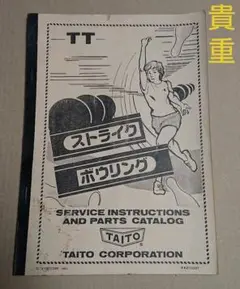 貴重
TT
ストライク
ボウリング
SERVICE INSTRUCTIONS
AND PARTS CATALOG
TAITO
TAITO CORPORATION